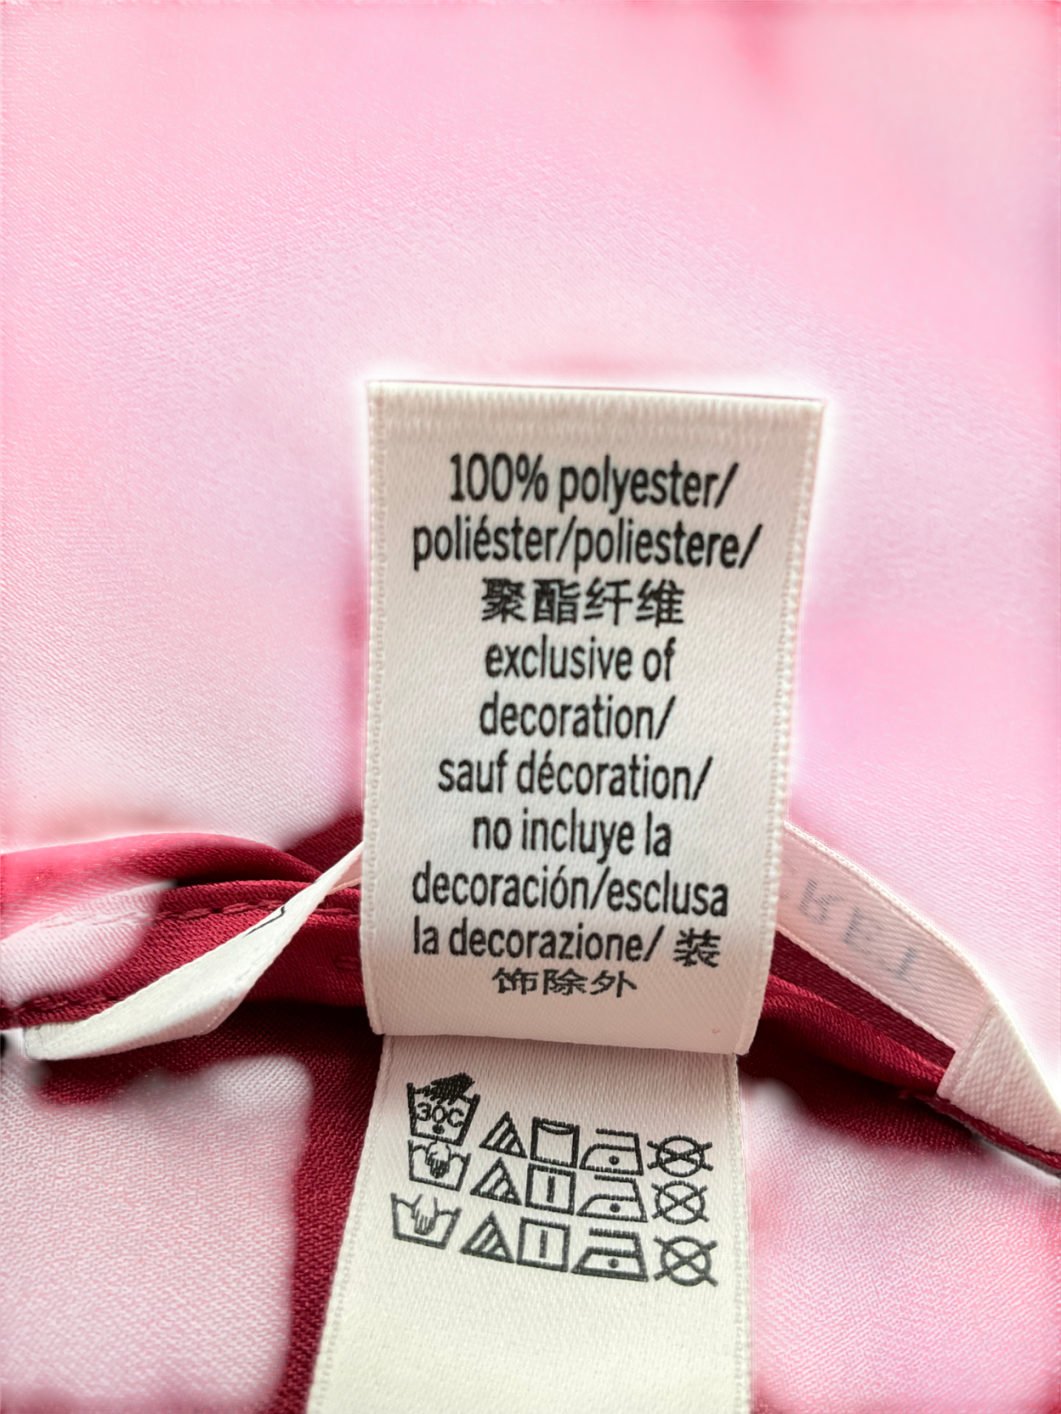 100% polyester/
poliéster/poliestere/
聚酯纤维
exclusive of
decoration/
sauf décoration/
no incluye la
decoración/esclusa
la decorazione/ 装
饰除外
30C